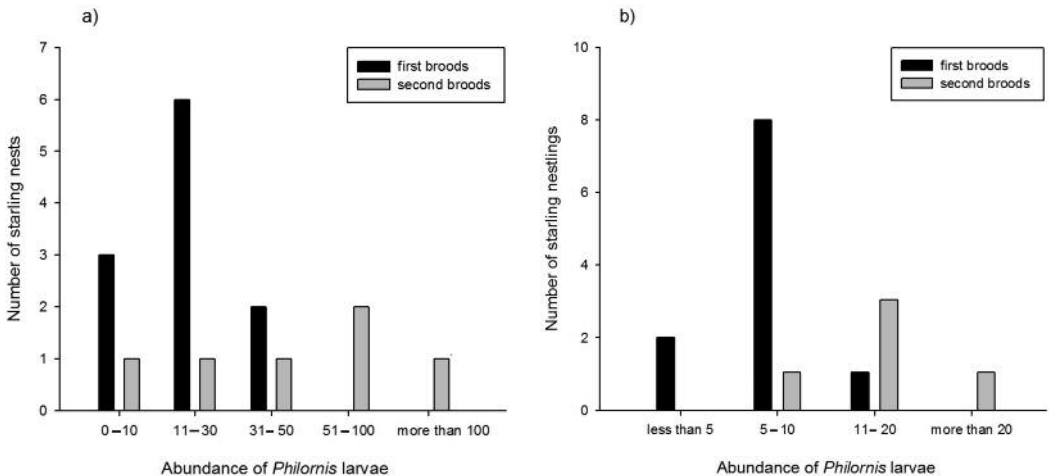 a)
7
6
5
4
3
2
1
0
Number of starling nests
first broods
second broods
0–10
11–30
31–50
51–100
more than 100
Abundance of Philornis larvae
b)
10
8
6
4
2
0
Number of starling nestlings
first broods
second broods
less than 5
5–10
11–20
more than 20
Abundance of Philornis larvae